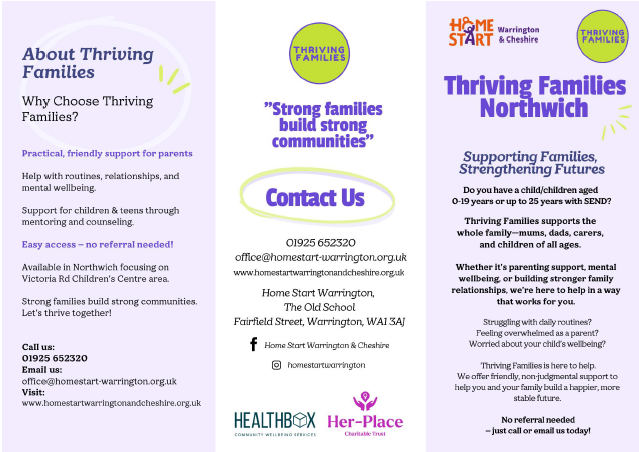 About Thriving
Families
Why Choose Thriving
Families?
Practical, friendly support for parents
Help with routines, relationships, and
mental wellbeing.
Support for children & teens through
mentoring and counseling.
Easy access – no referral needed!
Available in Northwich focusing on
Victoria Rd Children's Centre area.
Strong families build strong communities.
Let's thrive together!
Call us:
01925 652320
Email us:
office@homestart-warrington.org.uk
Visit:
www.homestartwarringtonandcheshire.org.uk
THRIVING
FAMILIES
"Strong families
build strong
communities"
Contact Us
01925 652320
office@homestart-warrington.org.uk
www.homestartwarringtonandcheshire.org.uk
Home Start Warrington,
The Old School
Fairfield Street, Warrington, WA1 3AJ
Home Start Warrington & Cheshire
homestartwarrington
HEALTHBOX
COMMUNITY WELLBEING SERVICES
Her-Place
Charitable Trust
HOME
START
Warrington
& Cheshire
THRIVING
FAMILIES
Thriving Families
Northwich
Supporting Families,
Strengthening Futures
Do you have a child/children aged
0-19 years or up to 25 years with SEND?
Thriving Families supports the
whole family—mums, dads, carers,
and children of all ages.
Whether it's parenting support, mental
wellbeing, or building stronger family
relationships, we're here to help in a way
that works for you.
Struggling with daily routines?
Feeling overwhelmed as a parent?
Worried about your child's wellbeing?
Thriving Families is here to help.
We offer friendly, non-judgmental support to
help you and your family build a happier, more
stable future.
No referral needed
– just call or email us today!